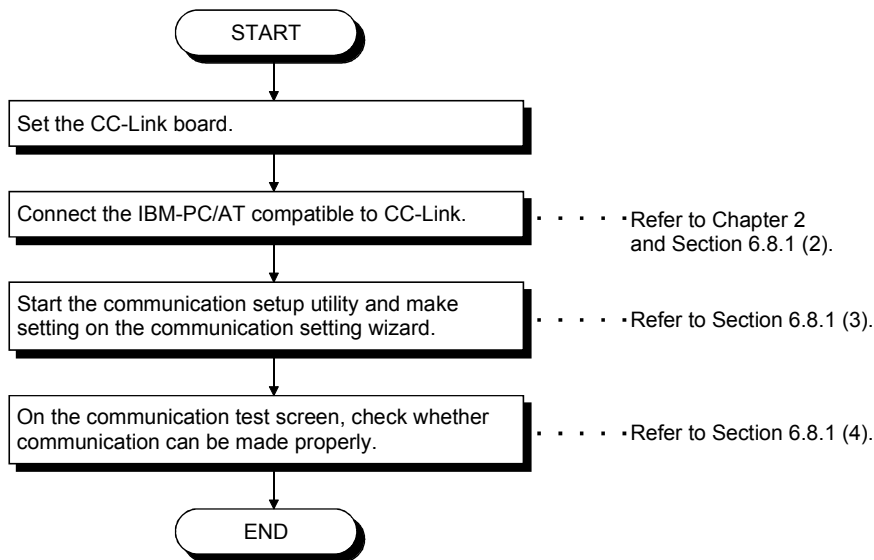 START
Set the CC-Link board.
Connect the IBM-PC/AT compatible to CC-Link.
Refer to Chapter 2
and Section 6.8.1 (2).
Start the communication setup utility and make
setting on the communication setting wizard.
Refer to Section 6.8.1 (3).
On the communication test screen, check whether
communication can be made properly.
Refer to Section 6.8.1 (4).
END